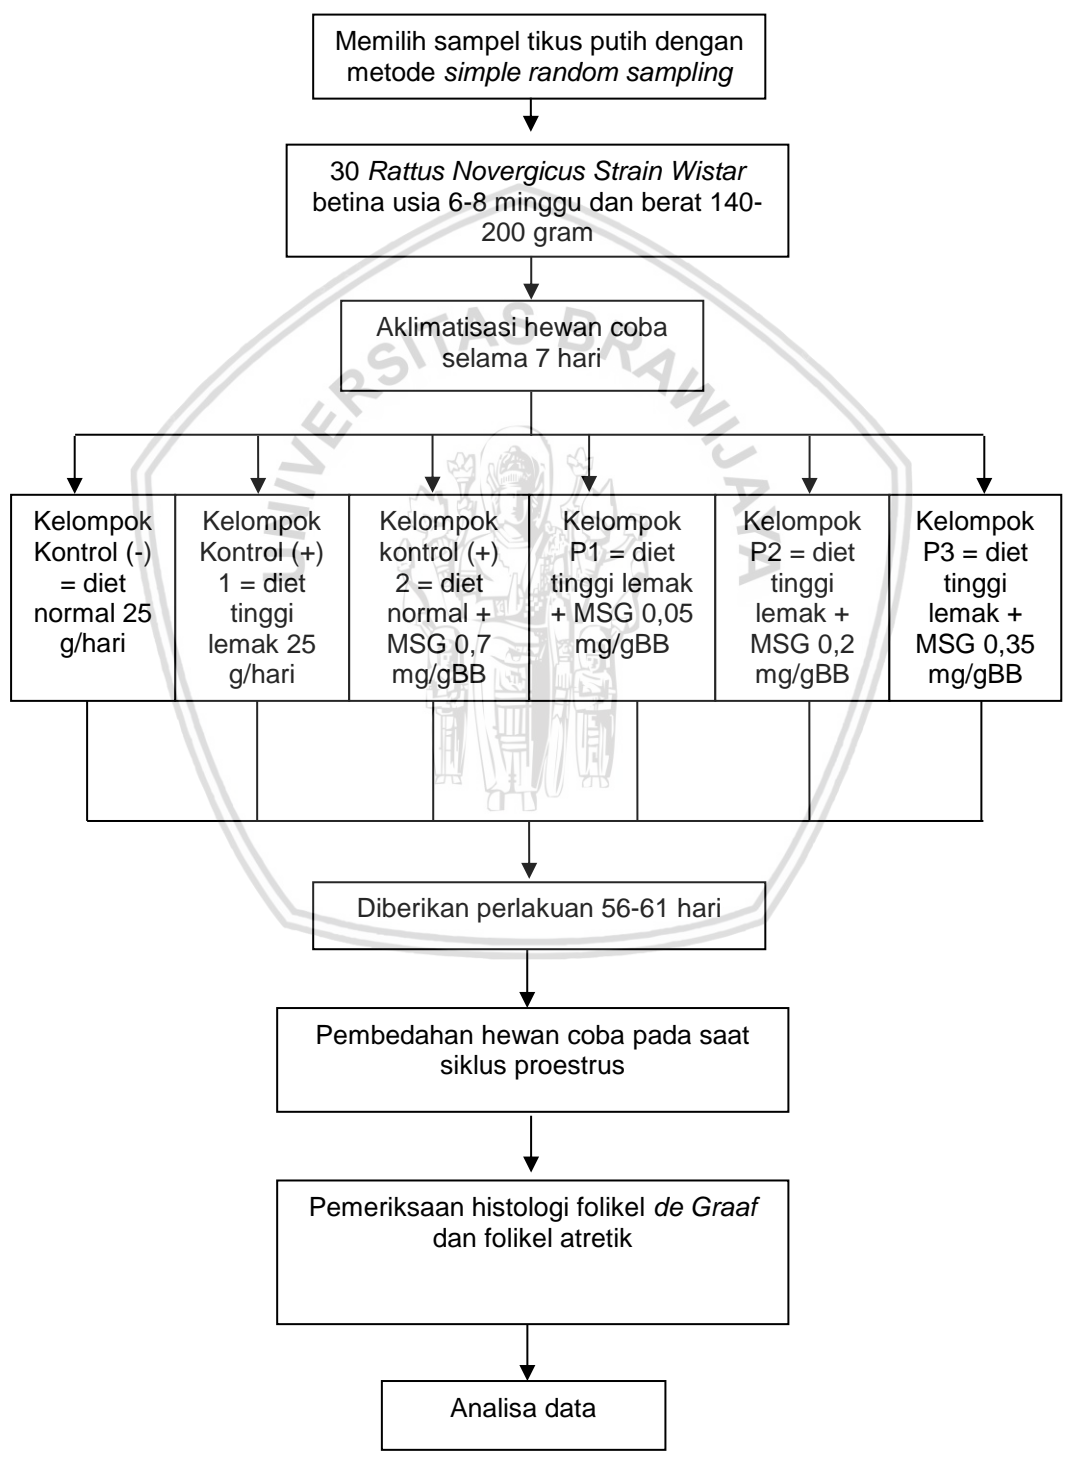 Memilih sampel tikus putih dengan
metode simple random sampling
30 Rattus Novergicus Strain Wistar
betina usia 6-8 minggu dan berat 140-
200 gram
UNIVERSITAS BRAWIJAYA
Aklimatisasi hewan coba
selama 7 hari
Kelompok
Kontrol (-)
= diet
normal 25
g/hari
Kelompok
Kontrol (+)
1 = diet
tinggi
lemak 25
g/hari
Kelompok
kontrol (+)
2 = diet
normal +
MSG 0,7
mg/gBB
Kelompok
P1 = diet
tinggi lemak
+ MSG 0,05
mg/gBB
Kelompok
P2 = diet
tinggi
lemak +
MSG 0,2
mg/gBB
Kelompok
P3 = diet
tinggi
lemak +
MSG 0,35
mg/gBB
Diberikan perlakuan 56-61 hari
Pembedahan hewan coba pada saat
siklus proestrus
Pemeriksaan histologi folikel de Graaf
dan folikel atretik
Analisa data